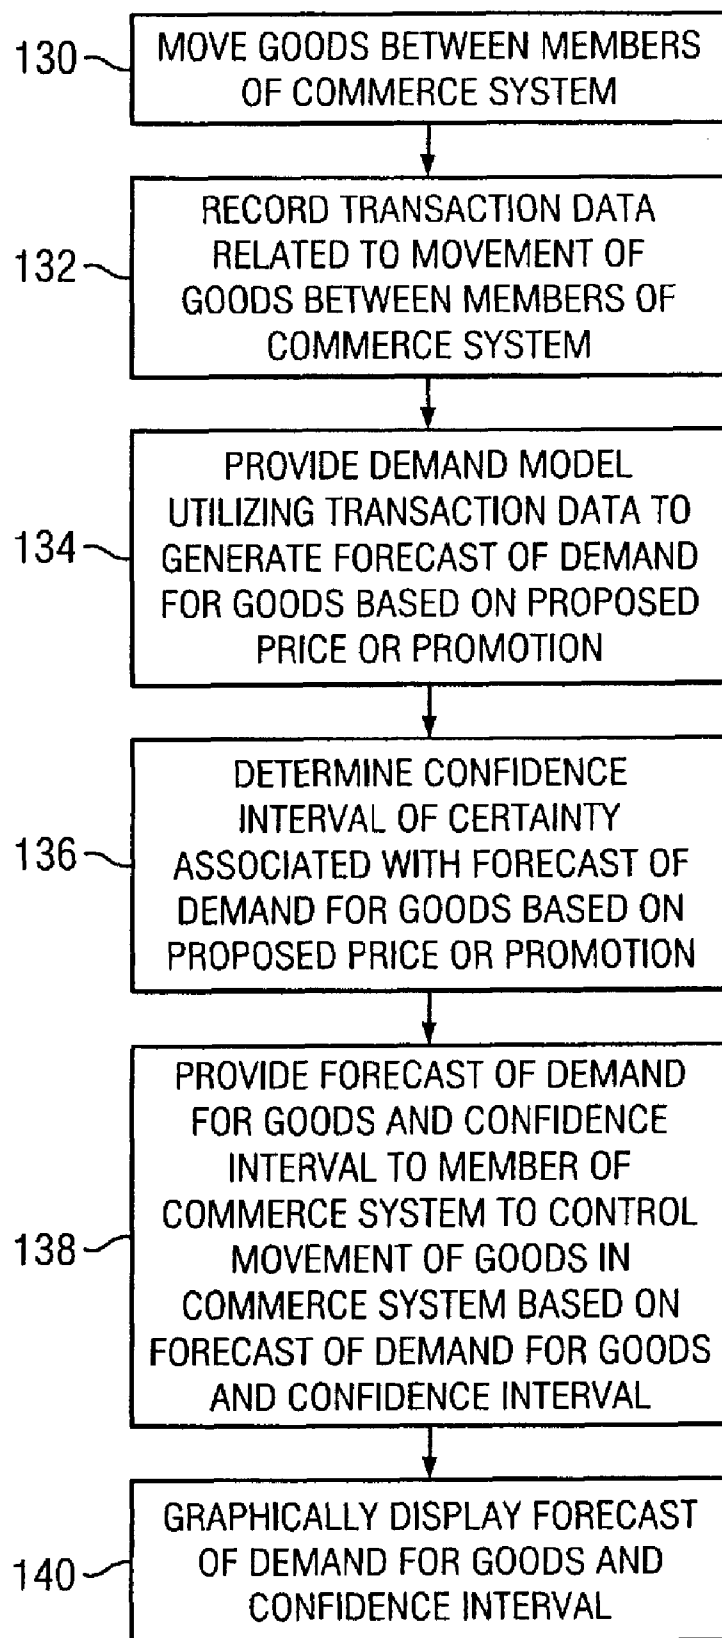 130
MOVE GOODS BETWEEN MEMBERS
OF COMMERCE SYSTEM
132
RECORD TRANSACTION DATA
RELATED TO MOVEMENT OF
GOODS BETWEEN MEMBERS OF
COMMERCE SYSTEM
134
PROVIDE DEMAND MODEL
UTILIZING TRANSACTION DATA TO
GENERATE FORECAST OF DEMAND
FOR GOODS BASED ON PROPOSED
PRICE OR PROMOTION
136
DETERMINE CONFIDENCE
INTERVAL OF CERTAINTY
ASSOCIATED WITH FORECAST OF
DEMAND FOR GOODS BASED ON
PROPOSED PRICE OR PROMOTION
138
PROVIDE FORECAST OF DEMAND
FOR GOODS AND CONFIDENCE
INTERVAL TO MEMBER OF
COMMERCE SYSTEM TO CONTROL
MOVEMENT OF GOODS IN
COMMERCE SYSTEM BASED ON
FORECAST OF DEMAND FOR GOODS
AND CONFIDENCE INTERVAL
140
GRAPHICALLY DISPLAY FORECAST
OF DEMAND FOR GOODS AND
CONFIDENCE INTERVAL